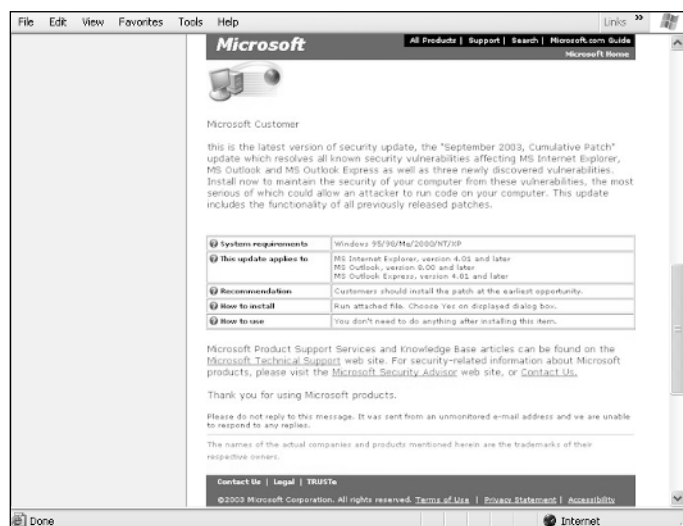 File Edit View Favorites Tools Help Links »
Microsoft
All Products | Support | Search | Microsoft.com Guide
Microsoft Home
Microsoft Customer
this is the latest version of security update, the "September 2003, Cumulative Patch"
update which resolves all known security vulnerabilities affecting MS Internet Explorer,
MS Outlook and MS Outlook Express as well as three newly discovered vulnerabilities.
Install now to maintain the security of your computer from these vulnerabilities, the most
serious of which could allow an attacker to run code on your computer. This update
includes the functionality of all previously released patches.
System requirements Windows 95/98/Me/2000/NT/XP
This update applies to MS Internet Explorer, version 4.01 and later
MS Outlook, version 8.00 and later
MS Outlook Express, version 4.01 and later
Recommendation Customers should install the patch at the earliest opportunity.
How to install Run attached file. Choose Yes on displayed dialog box.
How to use You don't need to do anything after installing this item.
Microsoft Product Support Services and Knowledge Base articles can be found on the
Microsoft Technical Support web site. For security-related information about Microsoft
products, please visit the Microsoft Security Advisor web site, or Contact Us.
Thank you for using Microsoft products.
Please do not reply to this message. It was sent from an unmonitored e-mail address and we are unable
to respond to any replies.
The names of the actual companies and products mentioned herein are the trademarks of their
respective owners.
Contact Us | Legal | TRUSTe
©2003 Microsoft Corporation. All rights reserved. Terms of Use | Privacy Statement | Accessibility
Done Internet